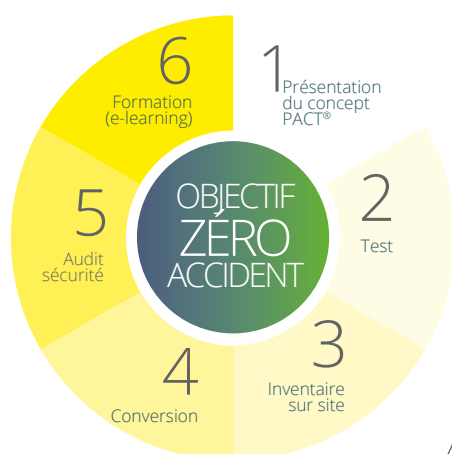 1
Présentation
du concept
PACT®
2
Test
3
Inventaire
sur site
4
Conversion
5
Audit
sécurité
6
Formation
(e-learning)
OBJECTIF
ZÉRO
ACCIDENT